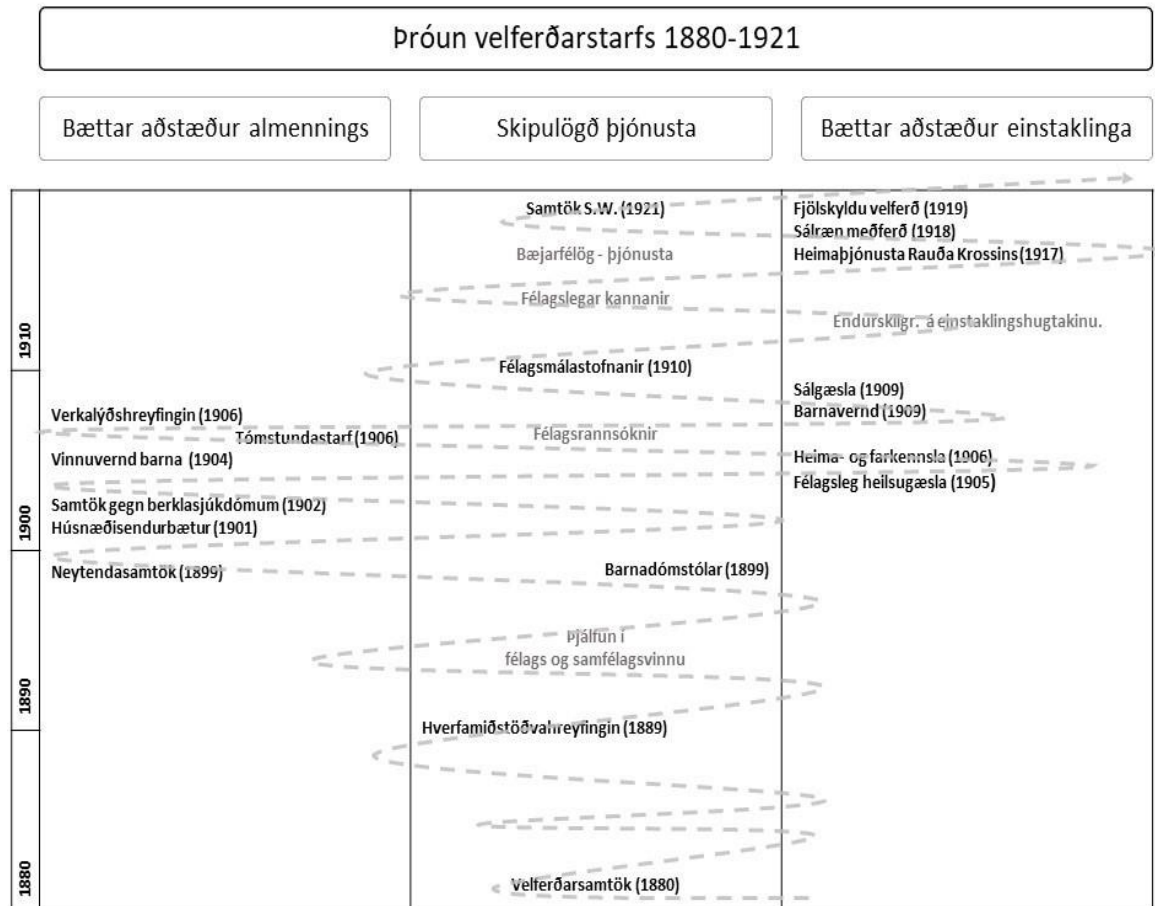 Þróun velferðarstarfs 1880-1921
Bættar aðstæður almennings
Skipulögð þjónusta
Bættar aðstæður einstaklinga
Samtök S.W. (1921)
Fjölskyldu velferð (1919)
Sálræn meðferð (1918)
Bæjarfélög - þjónusta
Heimaþjónusta Rauða Krossins (1917)
Félagslegar kannanir
Endurskilgr. á einstaklingshugtakinu.
1910
Félagsmálastofnanir (1910)
Sálgæsla (1909)
Verkalýðshreyfingin (1906)
Barnavernd (1909)
Tómstundastarf (1906)
Félagsrannsóknir
Vinnuvernd barna (1904)
Heima- og farkennsla (1906)
Félagsleg heilsugæsla (1905)
Samtök gegn berklasjúkdómum (1902)
1900
Húsnæðisendurbætur (1901)
Neytendasamtök (1899)
Barnadómstólar (1899)
Þjálfun í
félags og samfélagsvinnu
1890
Hverfamiðstöðvahreyfingin (1889)
1880
Velferðarsamtök (1880)